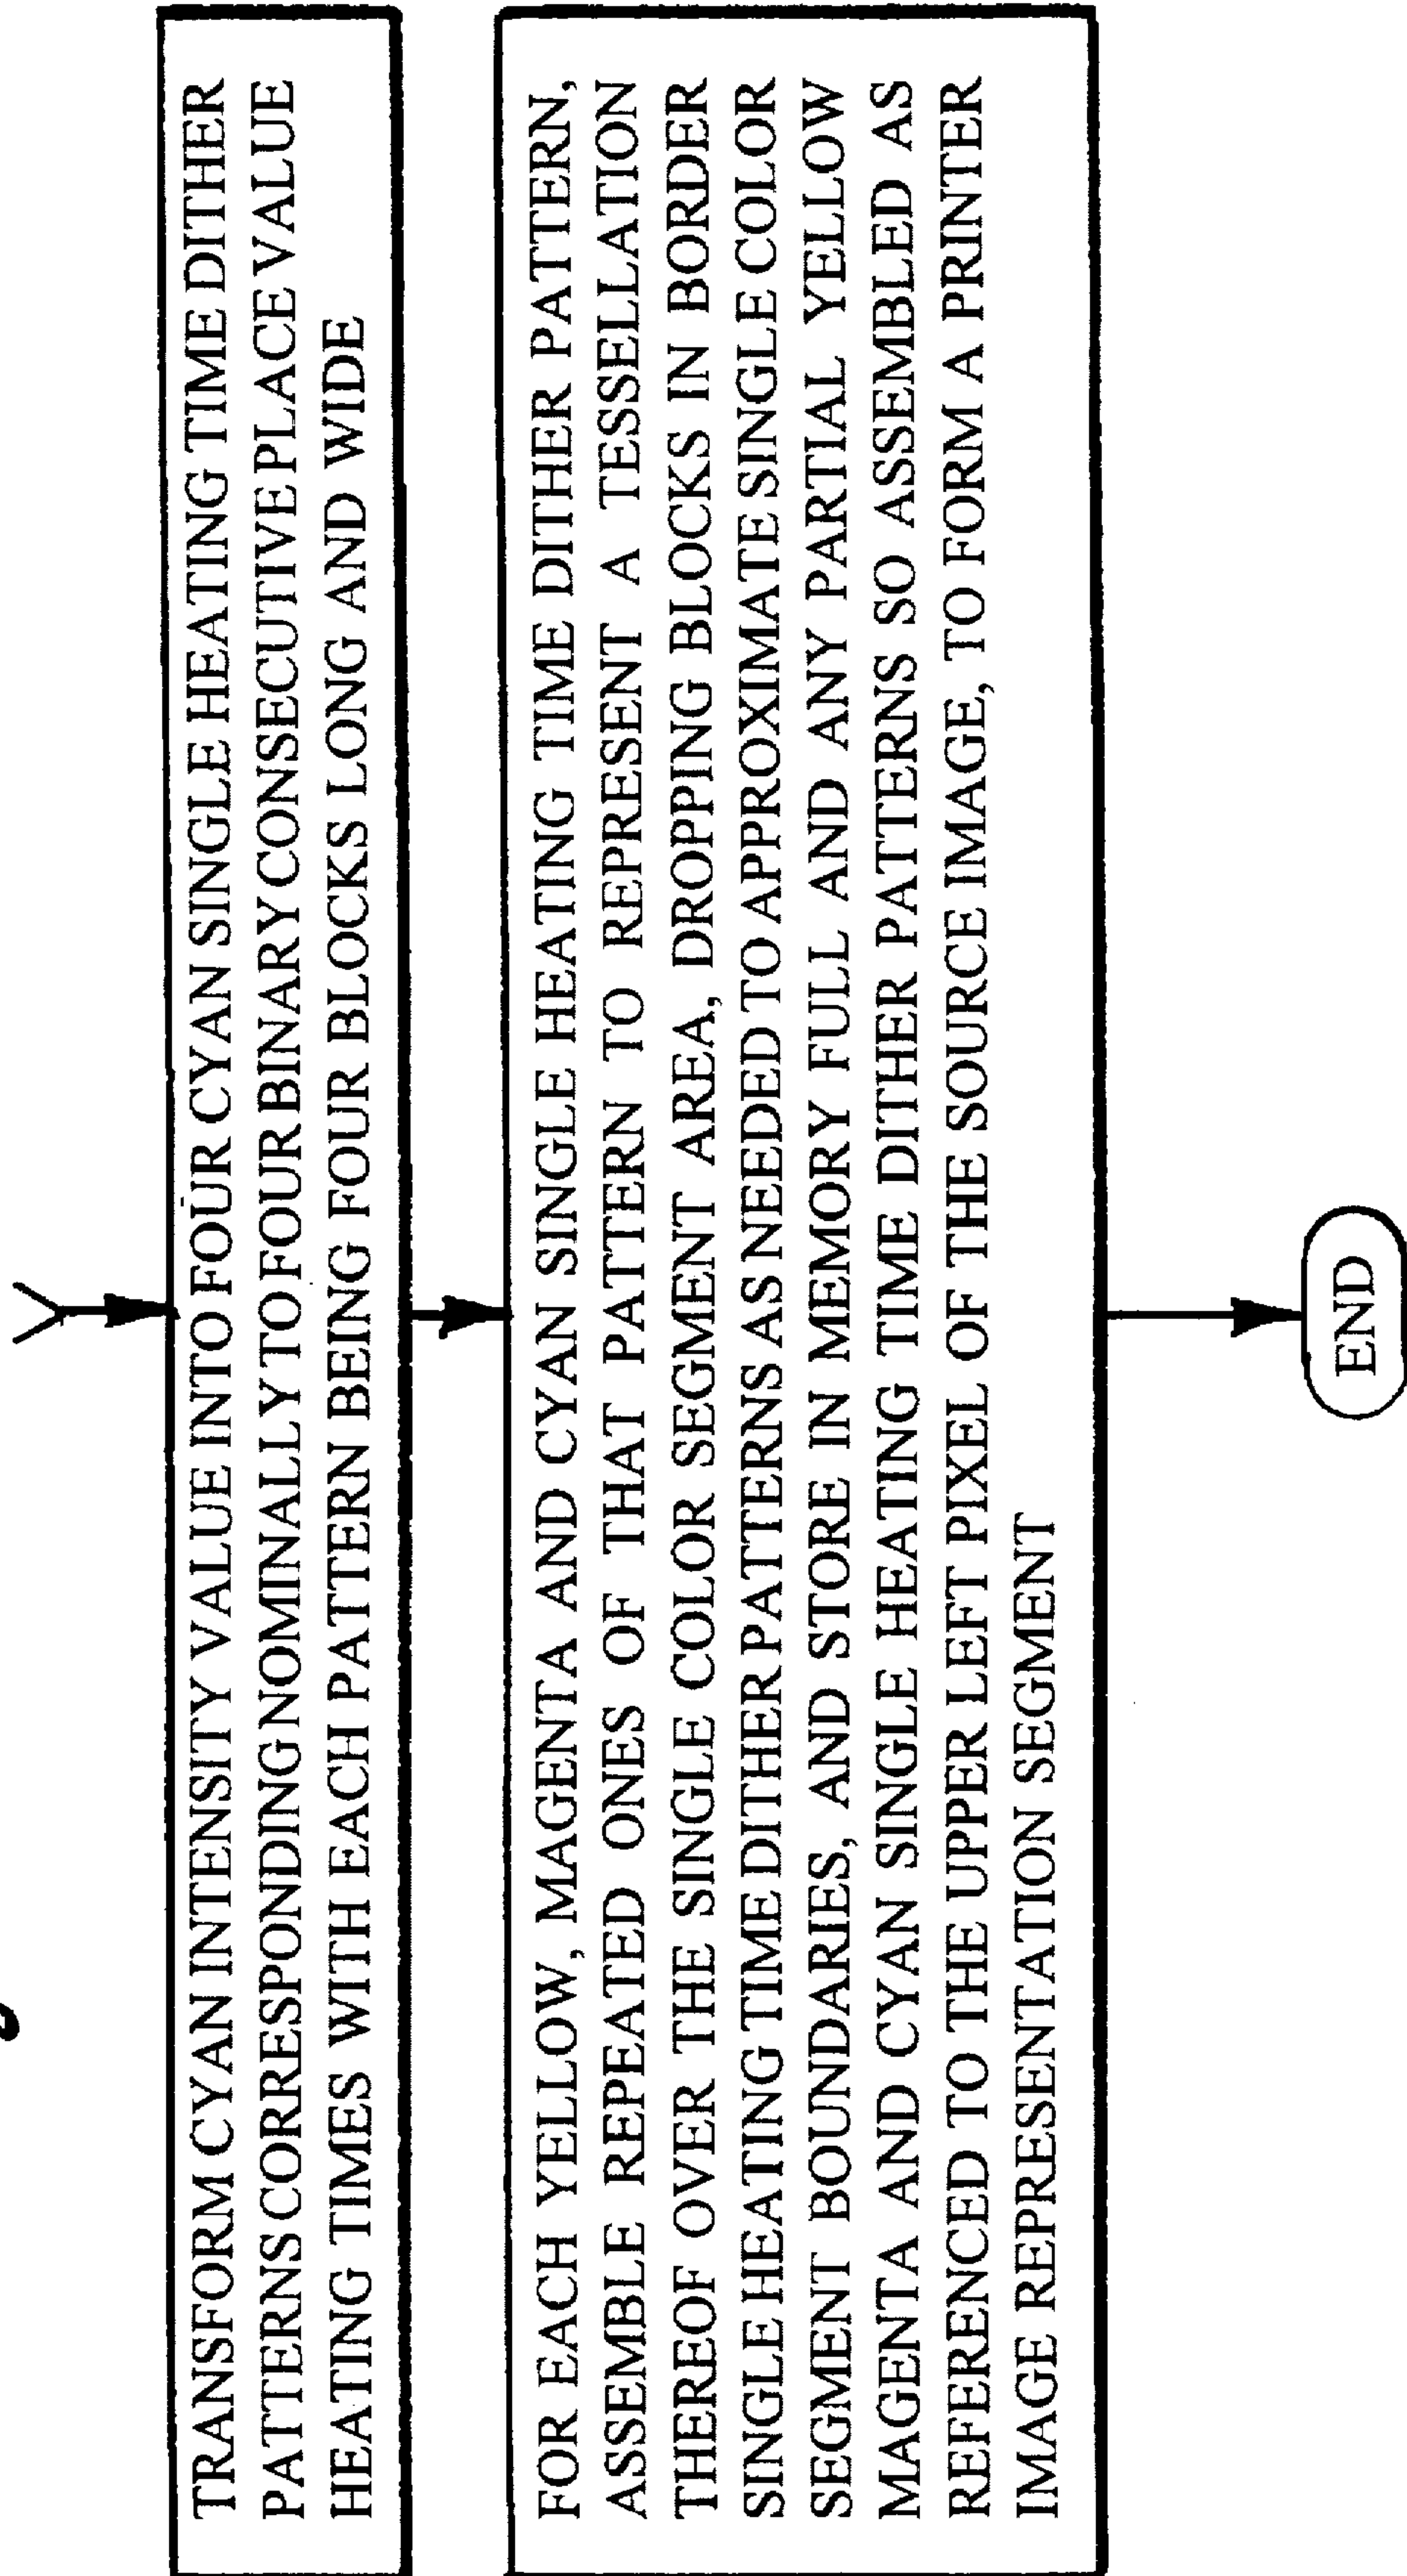 TRANSFORM CYAN INTENSITY VALUE INTO FOUR CYAN SINGLE HEATING TIME DITHER
PATTERNS CORRESPONDING NOMINALLY TO FOUR BINARY CONSECUTIVE PLACE VALUE
HEATING TIMES WITH EACH PATTERN BEING FOUR BLOCKS LONG AND WIDE
FOR EACH YELLOW, MAGENTA AND CYAN SINGLE HEATING TIME DITHER PATTERN,
ASSEMBLE REPEATED ONES OF THAT PATTERN TO REPRESENT A TESSELLATION
THEREOF OVER THE SINGLE COLOR SEGMENT AREA, DROPPING BLOCKS IN BORDER
SINGLE HEATING TIME DITHER PATTERNS AS NEEDED TO APPROXIMATE SINGLE COLOR
SEGMENT BOUNDARIES, AND STORE IN MEMORY FULL AND ANY PARTIAL YELLOW
MAGENTA AND CYAN SINGLE HEATING TIME DITHER PATTERNS SO ASSEMBLED AS
REFERENCED TO THE UPPER LEFT PIXEL OF THE SOURCE IMAGE, TO FORM A PRINTER
IMAGE REPRESENTATION SEGMENT
END